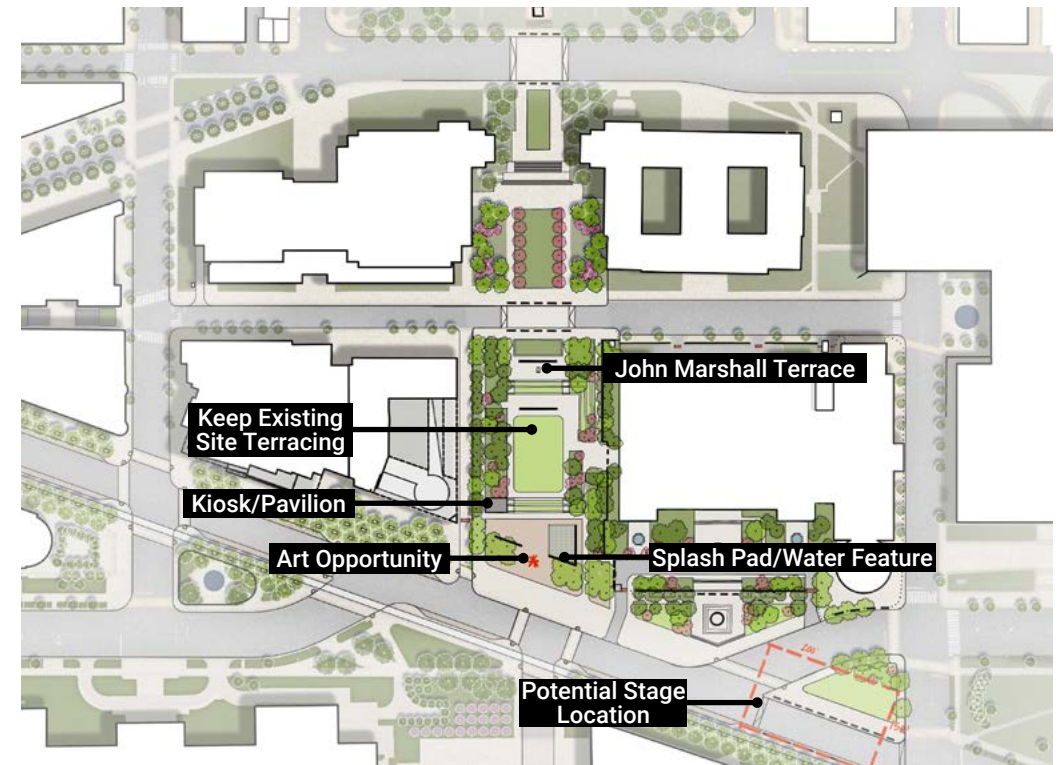 John Marshall Terrace
Keep Existing
Site Terracing
Kiosk/Pavilion
Art Opportunity
Splash Pad/Water Feature
Potential Stage
Location